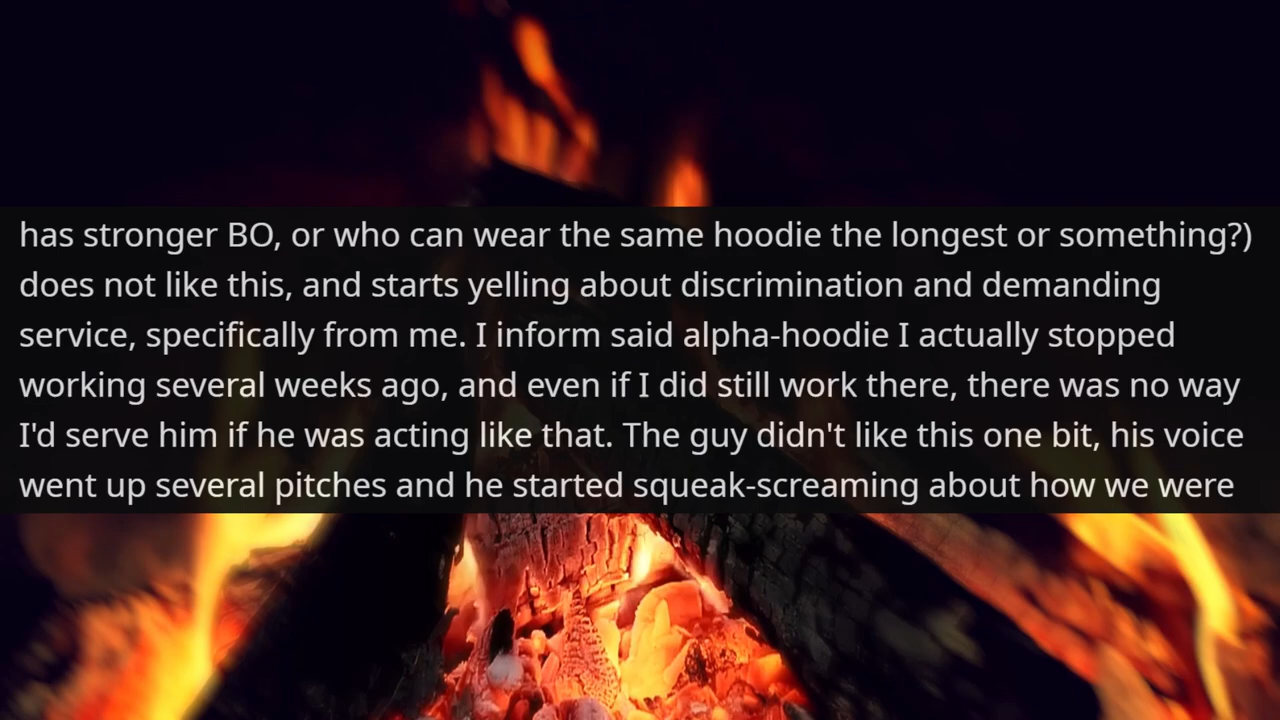 has stronger BO, or who can wear the same hoodie the longest or something?)
does not like this, and starts yelling about discrimination and demanding
service, specifically from me. I inform said alpha-hoodie I actually stopped
working several weeks ago, and even if I did still work there, there was no way
I'd serve him if he was acting like that. The guy didn't like this one bit, his voice
went up several pitches and he started squeak-screaming about how we were